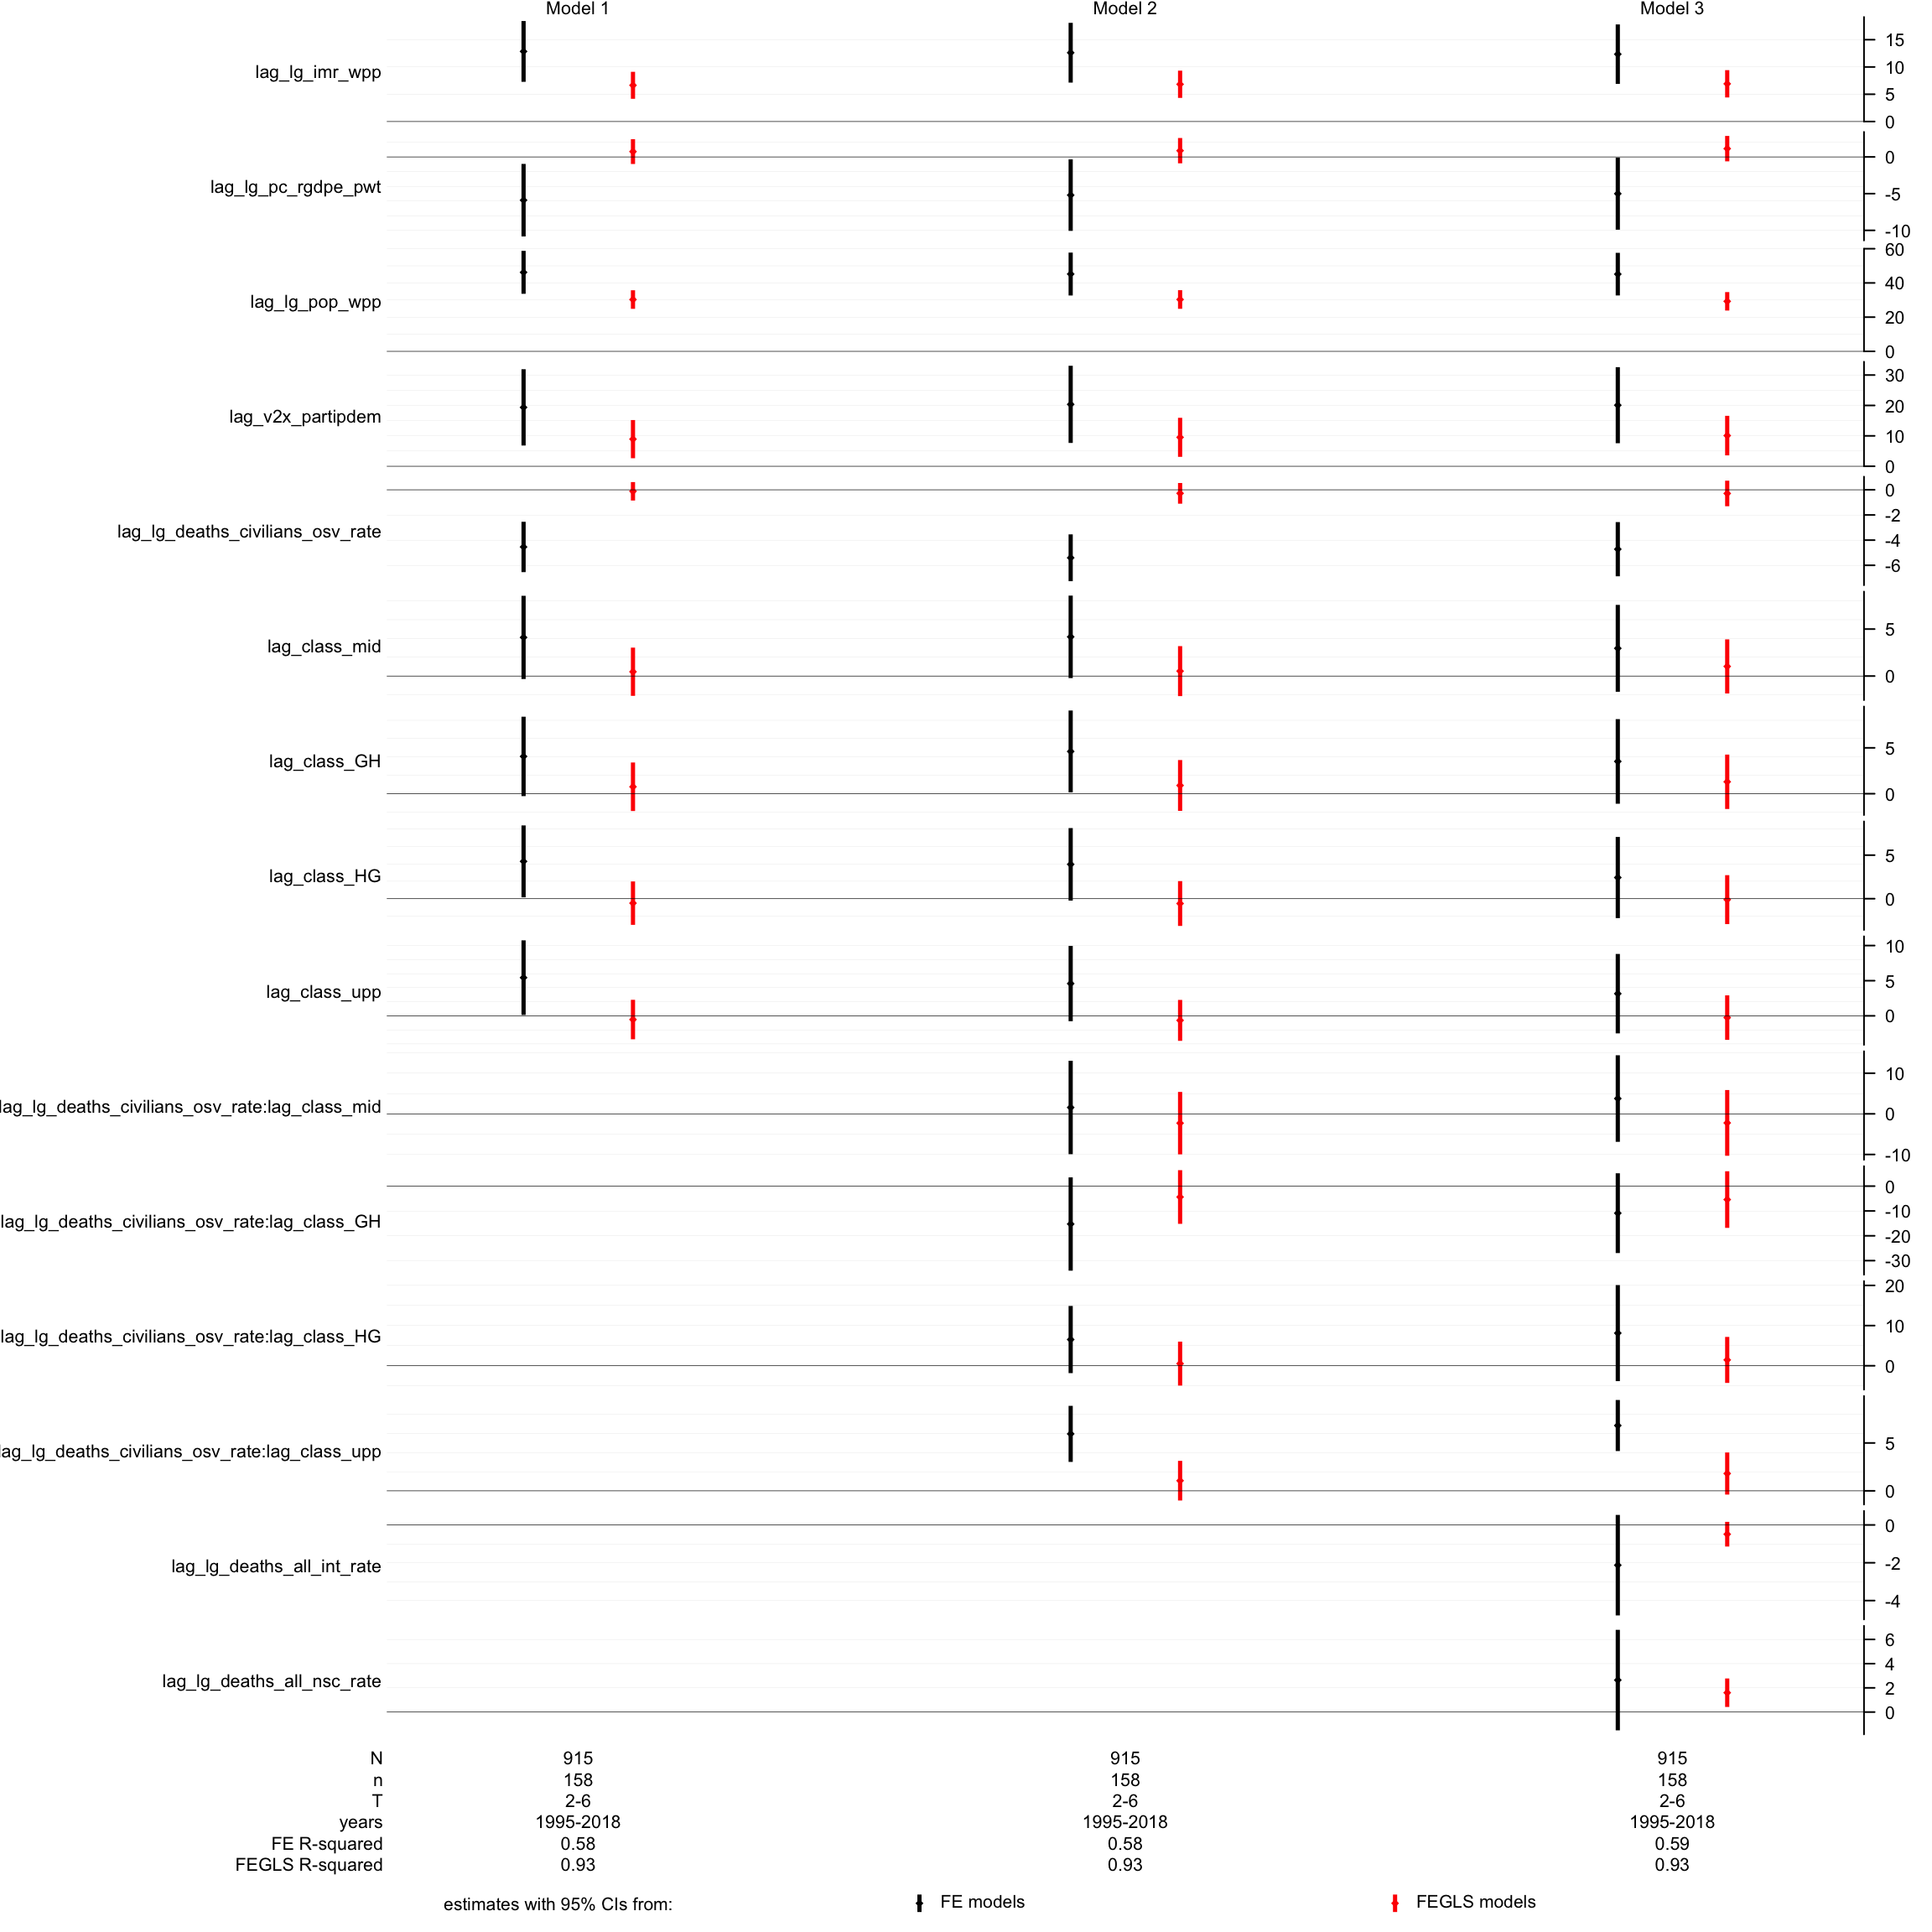 Model 1 Model 2 Model 3
lag_lg_imr_wpp
15
10
5
0
lag_lg_pc_rgdpe_pwt
0
-5
-10
lag_lg_pop_wpp
60
40
20
0
lag_v2x_partipdem
30
20
10
0
lag_lg_deaths_civilians_osv_rate
0
-2
-4
-6
lag_class_mid
5
0
lag_class_GH
5
0
lag_class_HG
5
0
lag_class_upp
10
5
0
lag_lg_deaths_civilians_osv_rate:lag_class_mid
10
0
-10
lag_lg_deaths_civilians_osv_rate:lag_class_GH
0
-10
-20
-30
lag_lg_deaths_civilians_osv_rate:lag_class_HG
20
10
0
lag_lg_deaths_civilians_osv_rate:lag_class_upp
5
0
lag_lg_deaths_all_int_rate
0
-2
-4
lag_lg_deaths_all_nsc_rate
6
4
2
0
N 915 915 915
n 158 158 158
T 2-6 2-6 2-6
years 1995-2018 1995-2018 1995-2018
FE R-squared 0.58 0.58 0.59
FEGLS R-squared 0.93 0.93 0.93
estimates with 95% CIs from: FE models FEGLS models